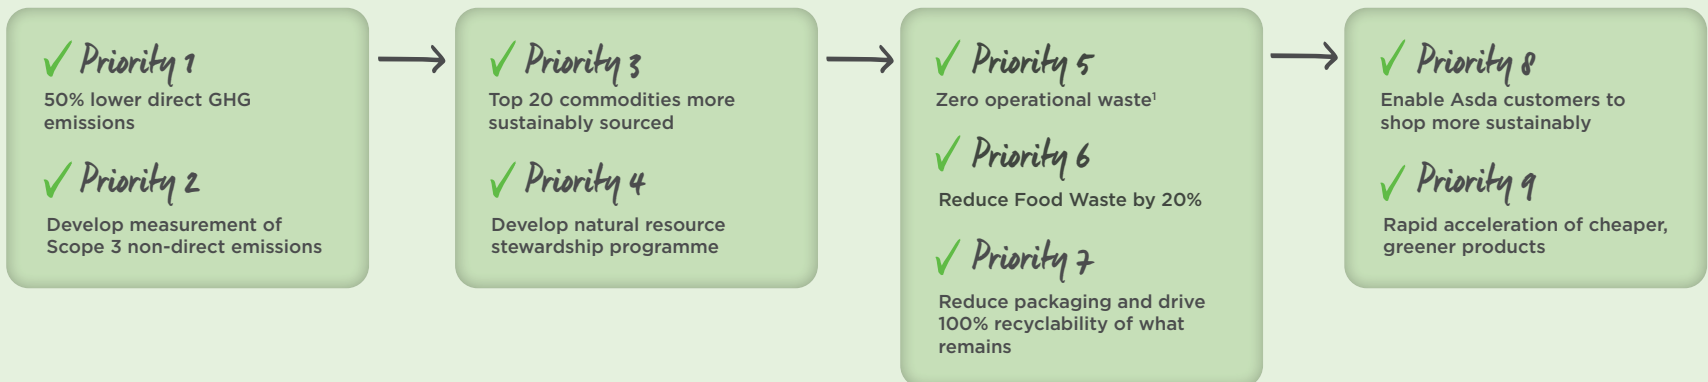 Priority 1
50% lower direct GHG
emissions
Priority 2
Develop measurement of
Scope 3 non-direct emissions
Priority 3
Top 20 commodities more
sustainably sourced
Priority 4
Develop natural resource
stewardship programme
Priority 5
Zero operational waste¹
Priority 6
Reduce Food Waste by 20%
Priority 7
Reduce packaging and drive
100% recyclability of what
remains
Priority 8
Enable Asda customers to
shop more sustainably
Priority 9
Rapid acceleration of cheaper,
greener products